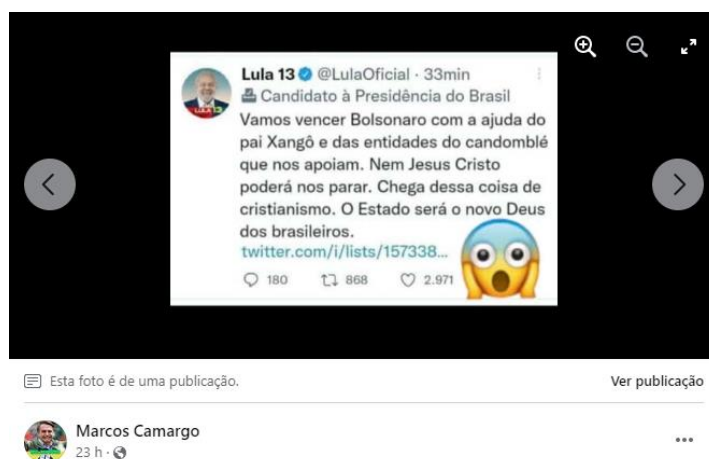 Lula 13 @LulaOficial · 33min
Candidato à Presidência do Brasil
Vamos vencer Bolsonaro com a ajuda do
pai Xangô e das entidades do candomblé
que nos apoiam. Nem Jesus Cristo
poderá nos parar. Chega dessa coisa de
cristianismo. O Estado será o novo Deus
dos brasileiros.
twitter.com/i/lists/157338...
180 868 2.971
Esta foto é de uma publicação. Ver publicação
Marcos Camargo
23 h ·